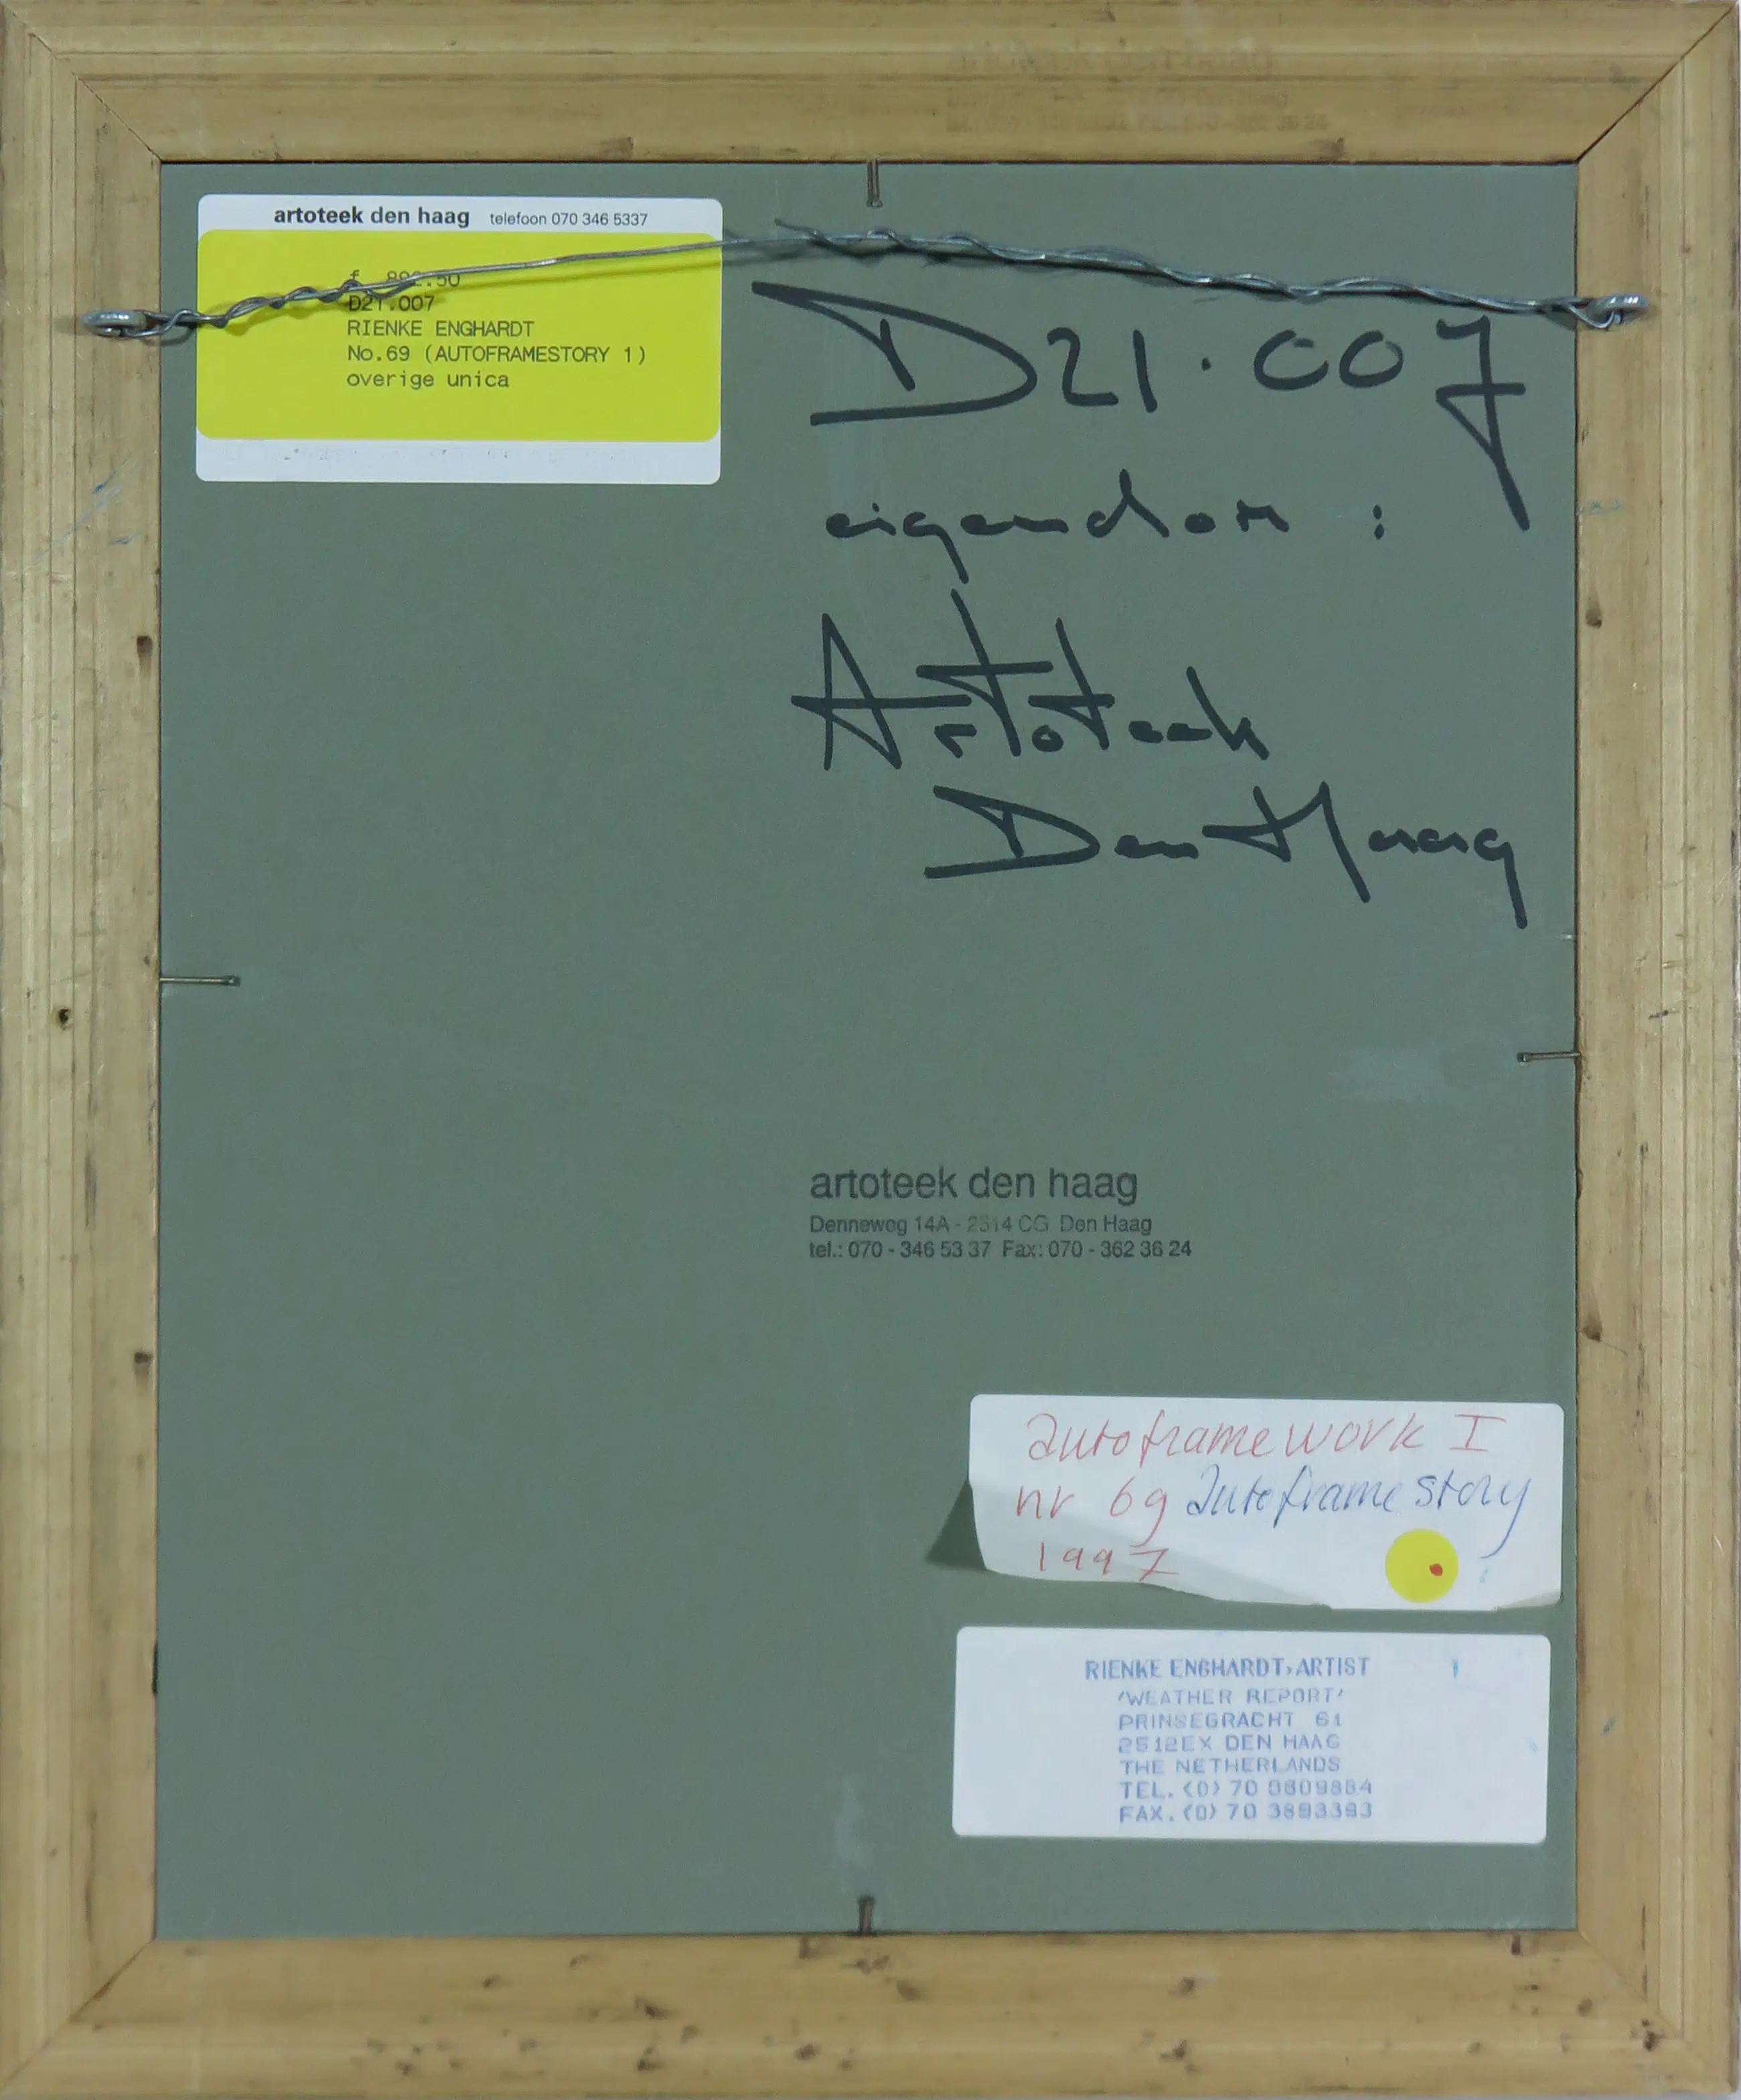 artoteek den haag telefoon 070 346 5337
f
D21.007
RIENKE ENGHARDT
No.69 (AUTOFRAMESTORY 1)
overige unica
D21.007
eigendom :
Artoteek
Den Haag
artoteek den haag
Denneweg 14A - 2514 CG Den Haag
tel.: 070 - 346 53 37 Fax: 070 - 362 36 24
autoframework I
nr 69 autoframe story
1997
RIENKE ENGHARDT, ARTIST
'WEATHER REPORT'
PRINSEGRACHT 61
2512EX DEN HAAG
THE NETHERLANDS
TEL. (0) 70
FAX. (0) 70